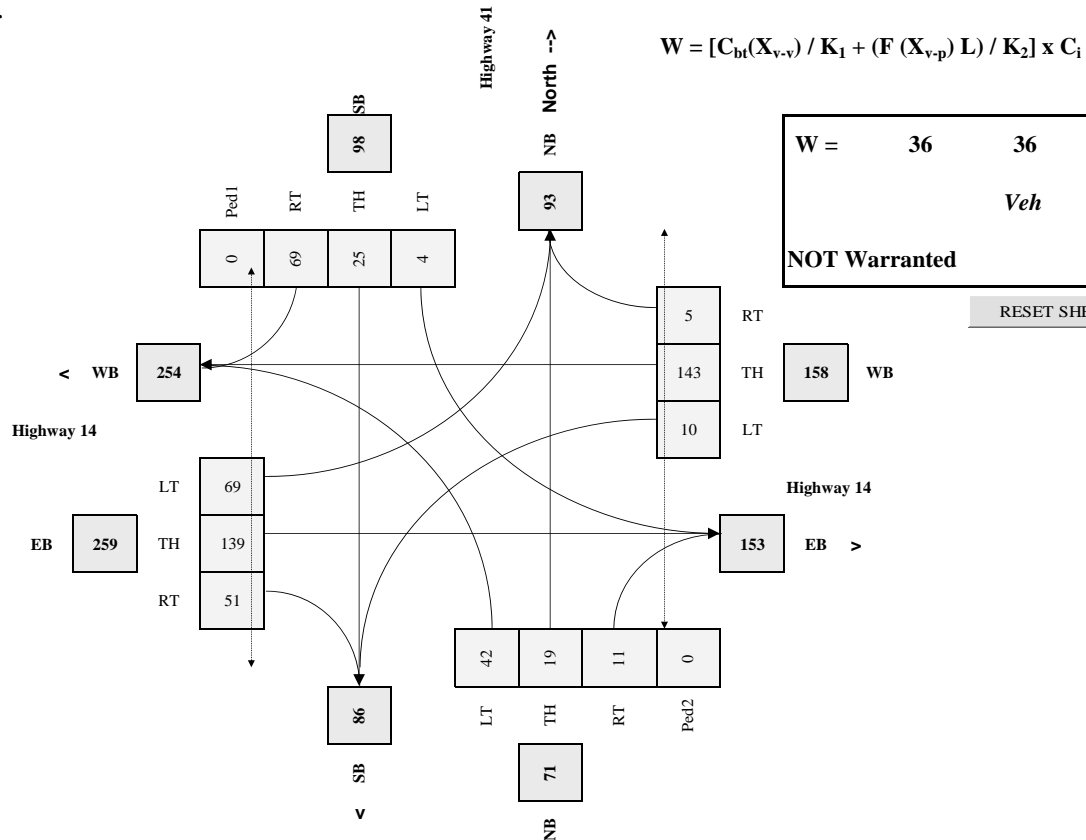 Highway 41
North -->
W = [Cbt(Xv-v) / K1 + (F (Xv-p) L) / K2] x Ci
SB
98
NB
93
W = 36 36
Veh
NOT Warranted
RESET SHE
Ped1 RT TH LT
0 69 25 4
5 RT
143 TH
10 LT
158 WB
< WB 254
Highway 14
LT 69
TH 139
RT 51
EB 259
Highway 14
153 EB >
42 19 11 0
LT TH RT Ped2
86
SB
<
71
NB